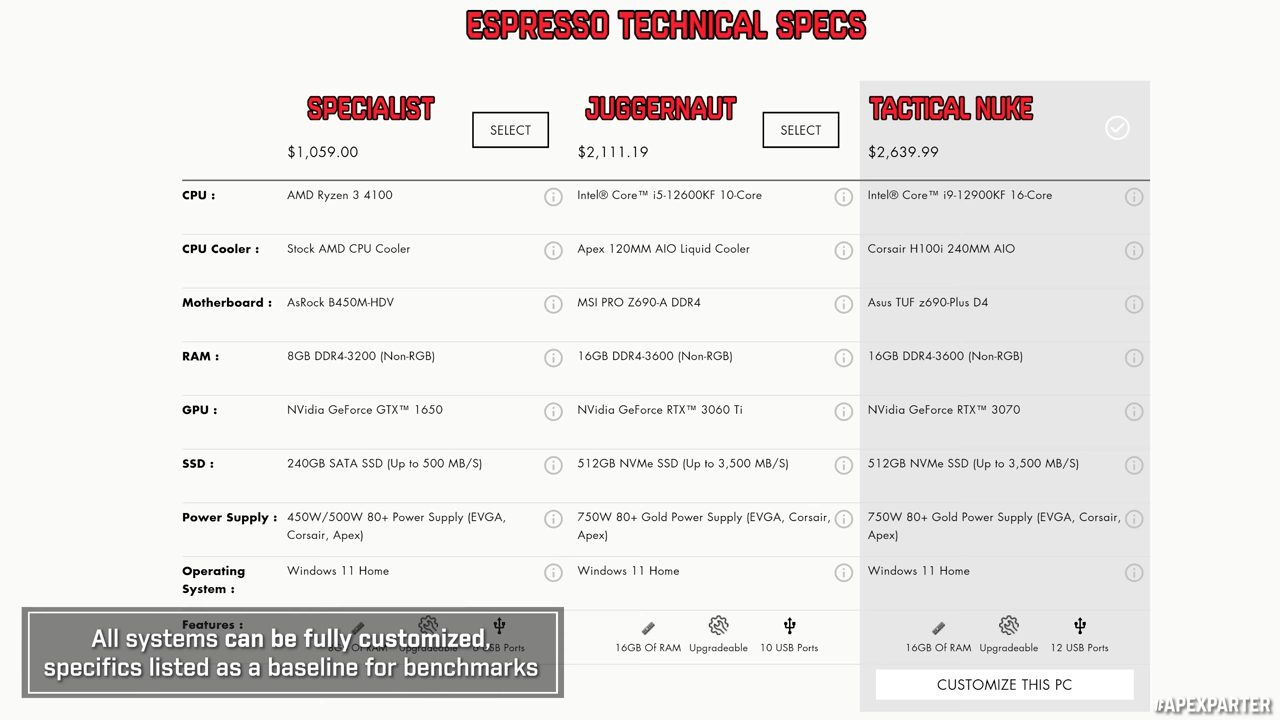 ESPRESSO TECHNICAL SPECS
SPECIALIST
SELECT
$1,059.00
JUGGERNAUT
SELECT
$2,111.19
TACTICAL NUKE
$2,639.99
CPU : AMD Ryzen 3 4100 Intel® Core™ i5-12600KF 10-Core Intel® Core™ i9-12900KF 16-Core
CPU Cooler : Stock AMD CPU Cooler Apex 120MM AIO Liquid Cooler Corsair H100i 240MM AIO
Motherboard : AsRock B450M-HDV MSI PRO Z690-A DDR4 Asus TUF z690-Plus D4
RAM : 8GB DDR4-3200 (Non-RGB) 16GB DDR4-3600 (Non-RGB) 16GB DDR4-3600 (Non-RGB)
GPU : NVidia GeForce GTX™ 1650 NVidia GeForce RTX™ 3060 Ti NVidia GeForce RTX™ 3070
SSD : 240GB SATA SSD (Up to 500 MB/S) 512GB NVMe SSD (Up to 3,500 MB/S) 512GB NVMe SSD (Up to 3,500 MB/S)
Power Supply : 450W/500W 80+ Power Supply (EVGA, 750W 80+ Gold Power Supply (EVGA, Corsair, 750W 80+ Gold Power Supply (EVGA, Corsair,
Corsair, Apex) Apex) Apex)
Operating Windows 11 Home Windows 11 Home Windows 11 Home
System :
Features :
8GB Of RAM Upgradeable USB Ports 16GB Of RAM Upgradeable 10 USB Ports 16GB Of RAM Upgradeable 12 USB Ports
All systems can be fully customized,
specifics listed as a baseline for benchmarks
CUSTOMIZE THIS PC
#APEXPARTER